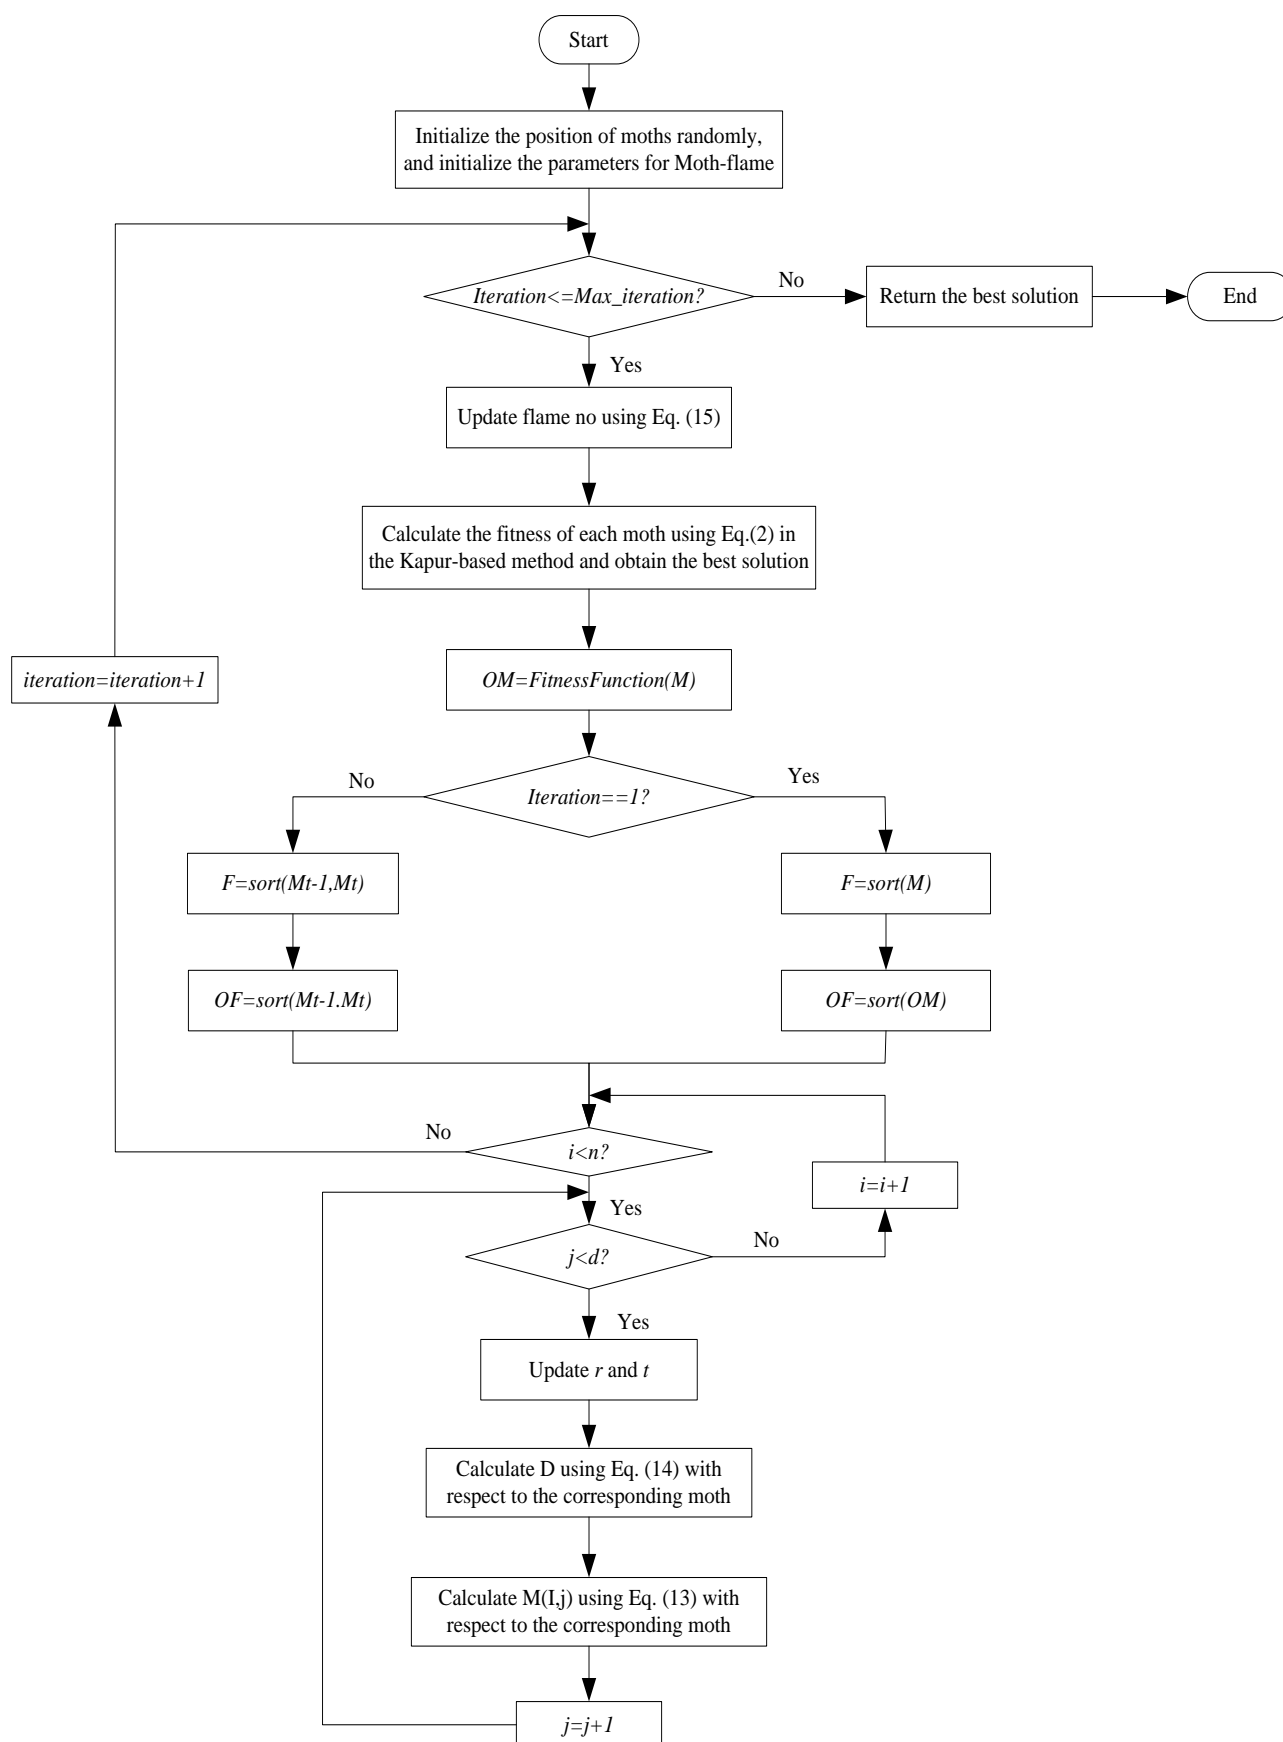 Start
Initialize the position of moths randomly,
and initialize the parameters for Moth-flame
Iteration<=Max_iteration?
No
Return the best solution
End
Yes
Update flame no using Eq. (15)
Calculate the fitness of each moth using Eq.(2) in
the Kapur-based method and obtain the best solution
iteration=iteration+1
OM=FitnessFunction(M)
No
Iteration==1?
Yes
F=sort(Mt-1,Mt)
F=sort(M)
OF=sort(Mt-1.Mt)
OF=sort(OM)
No
i<n?
i=i+1
Yes
j<d?
No
Yes
Update r and t
Calculate D using Eq. (14) with
respect to the corresponding moth
Calculate M(I,j) using Eq. (13) with
respect to the corresponding moth
j=j+1